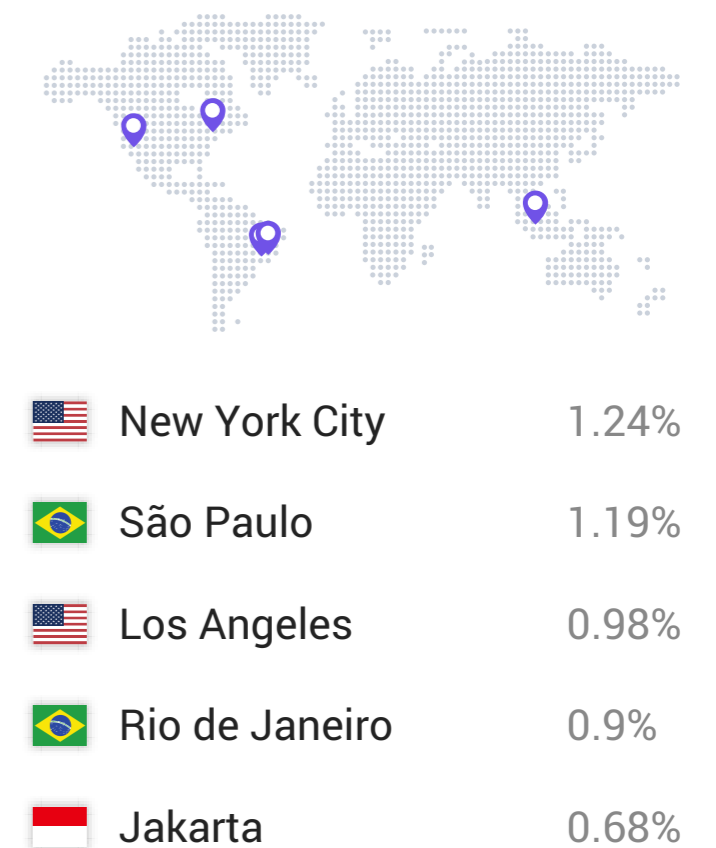 New York City 1.24%
São Paulo 1.19%
Los Angeles 0.98%
Rio de Janeiro 0.9%
Jakarta 0.68%